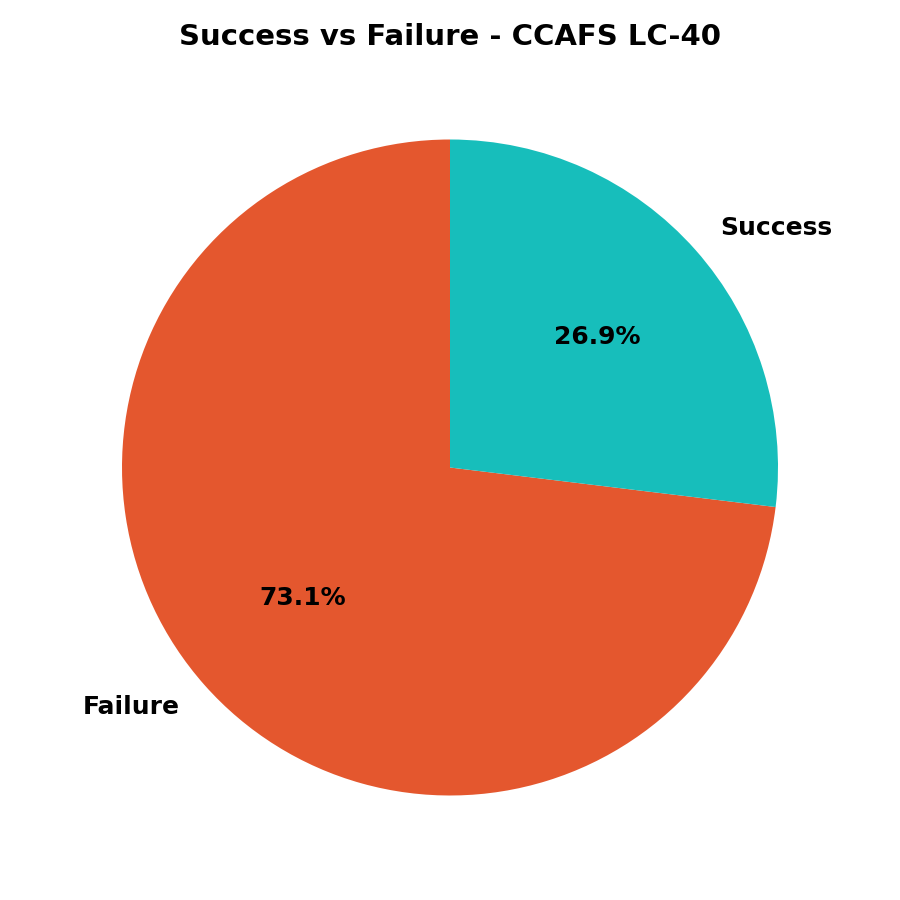 Success vs Failure - CCAFS LC-40
Success
26.9%
73.1%
Failure